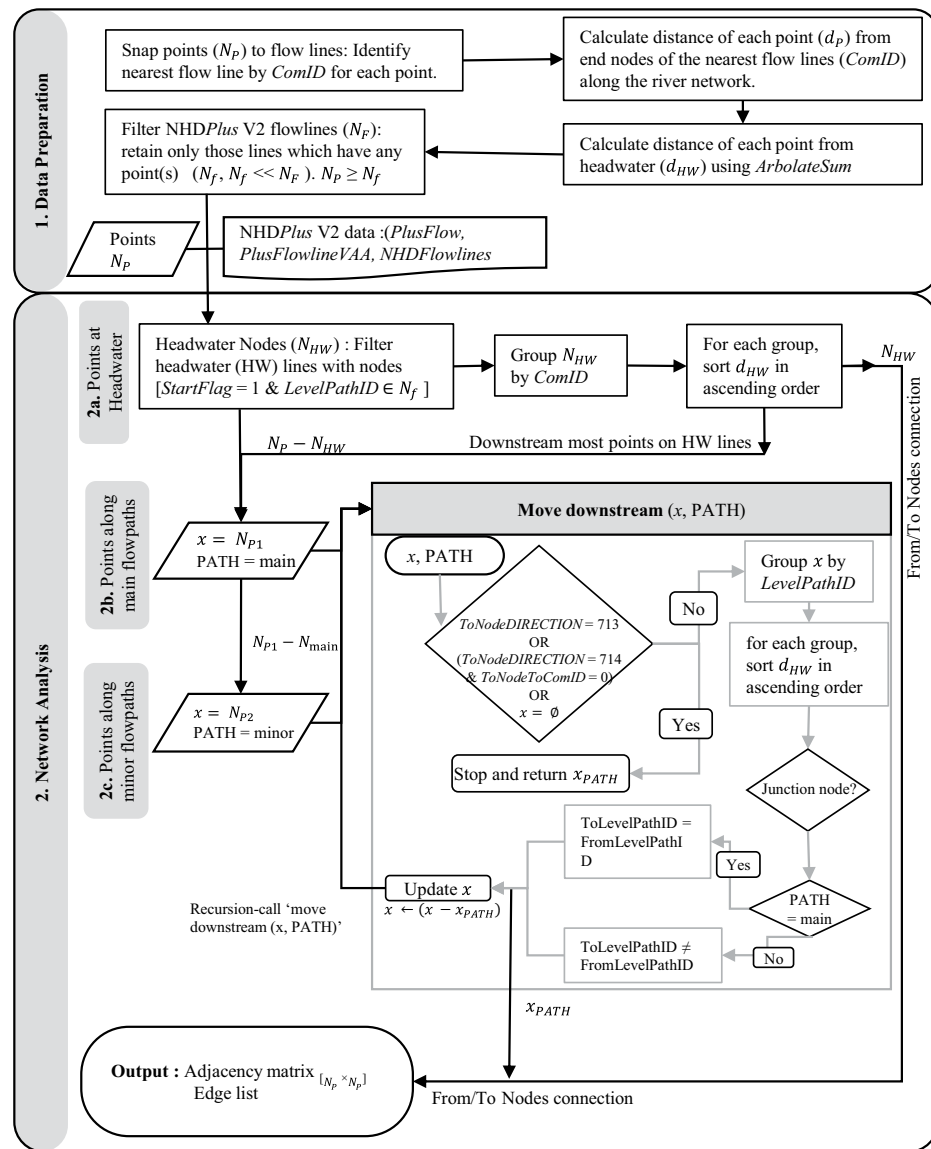 1. Data Preparation
Snap points (N_P) to flow lines: Identify
nearest flow line by ComID for each point.
Calculate distance of each point (d_P) from
end nodes of the nearest flow lines (ComID)
along the river network.
Filter NHDPlus V2 flowlines (N_F):
retain only those lines which have any
point(s) (N_f, N_f << N_F ). N_P ≥ N_f
Calculate distance of each point from
headwater (d_HW) using ArbolateSum
Points
N_P
NHDPlus V2 data :(PlusFlow,
PlusFlowlineVAA, NHDFlowlines
2. Network Analysis
2a. Points at
Headwater
Headwater Nodes (N_HW) : Filter
headwater (HW) lines with nodes
[StartFlag = 1 & LevelPathID ∈ N_f ]
Group N_HW
by ComID
For each group,
sort d_HW in
ascending order
N_HW
From/To Nodes connection
N_P − N_HW
Downstream most points on HW lines
2b. Points along
main flowpaths
x = N_P1
PATH = main
N_P1 − N_main
2c. Points along
minor flowpaths
x = N_P2
PATH = minor
Move downstream (x, PATH)
x, PATH
ToNodeDIRECTION = 713
OR
(ToNodeDIRECTION = 714
& ToNodeToComID = 0)
OR
x = ∅
No
Group x by
LevelPathID
for each group,
sort d_HW in
ascending order
Yes
Stop and return x_PATH
Junction node?
ToLevelPathID =
FromLevelPathI
D
Yes
PATH
= main
No
ToLevelPathID ≠
FromLevelPathID
Update x
x ← (x − x_PATH)
Recursion-call ‘move
downstream (x, PATH)’
x_PATH
Output : Adjacency matrix [N_P × N_P]
Edge list
From/To Nodes connection